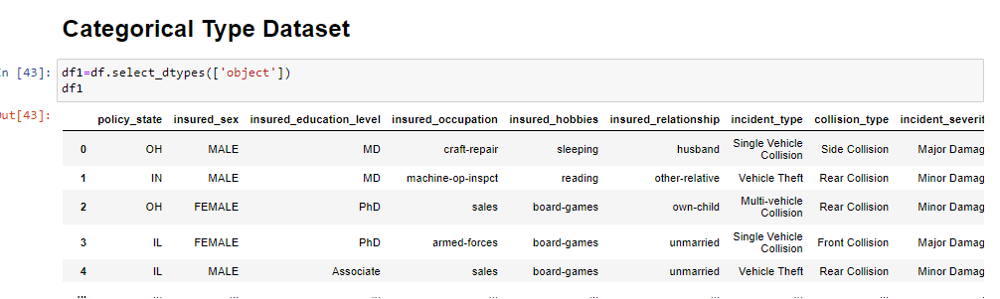 Categorical Type Dataset
n [43]: df1=df.select_dtypes(['object'])
df1
Out[43]:
policy_state insured_sex insured_education_level insured_occupation insured_hobbies insured_relationship incident_type collision_type incident_severit
0 OH MALE MD craft-repair sleeping husband Single Vehicle Collision Side Collision Major Damag
1 IN MALE MD machine-op-inspct reading other-relative Vehicle Theft Rear Collision Minor Damag
2 OH FEMALE PhD sales board-games own-child Multi-vehicle Collision Rear Collision Minor Damag
3 IL FEMALE PhD armed-forces board-games unmarried Single Vehicle Collision Front Collision Major Damag
4 IL MALE Associate sales board-games unmarried Vehicle Theft Rear Collision Minor Damag
... ... ... ... ... ... ... ... ... ...